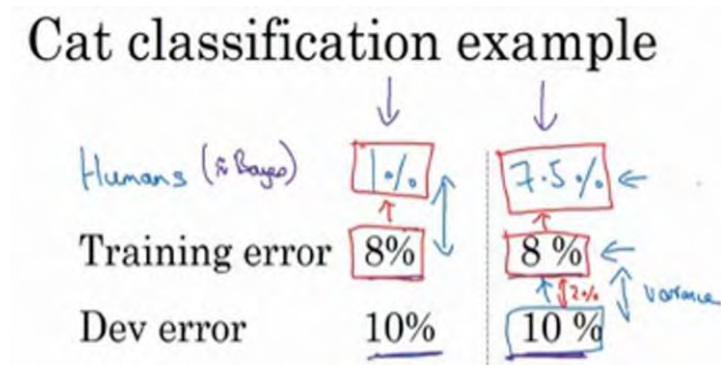 Cat classification example
Humans (≈ Bayes) 1% 7.5%
Training error 8% 8 %
2%
variance
Dev error 10% 10 %